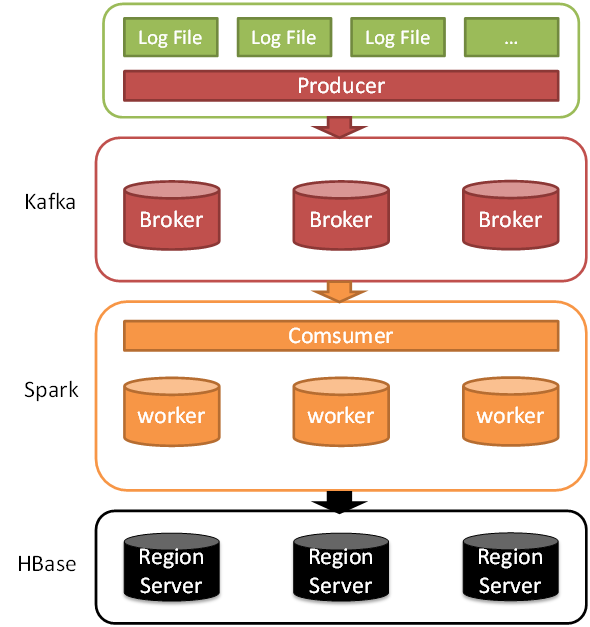 Log File
Log File
Log File
...
Producer
Kafka
Broker
Broker
Broker
Comsumer
Spark
worker
worker
worker
HBase
Region
Server
Region
Server
Region
Server